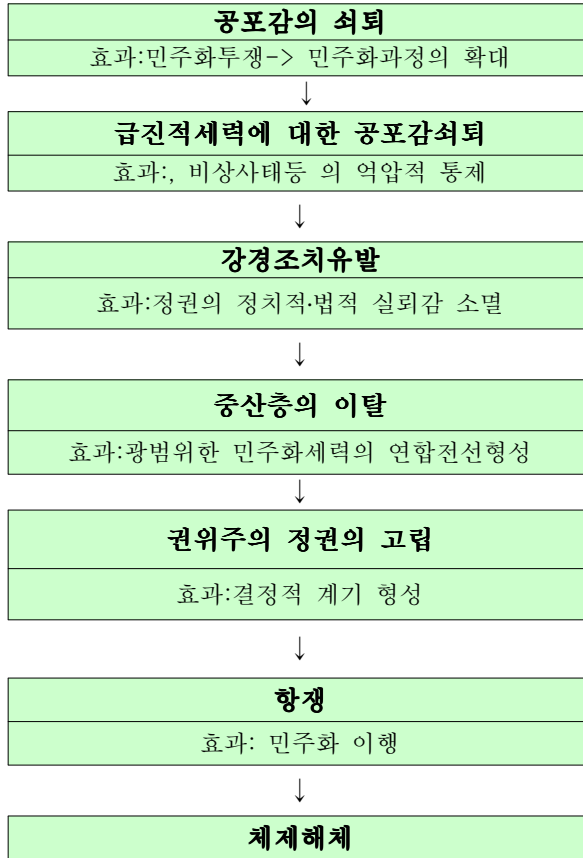 공포감의 쇠퇴
효과:민주화투쟁-> 민주화과정의 확대
↓
급진적세력에 대한 공포감쇠퇴
효과:, 비상사태등 의 억압적 통제
↓
강경조치유발
효과:정권의 정치적·법적 실뢰감 소멸
↓
중산층의 이탈
효과:광범위한 민주화세력의 연합전선형성
↓
권위주의 정권의 고립
효과:결정적 계기 형성
↓
항쟁
효과: 민주화 이행
↓
체제해체